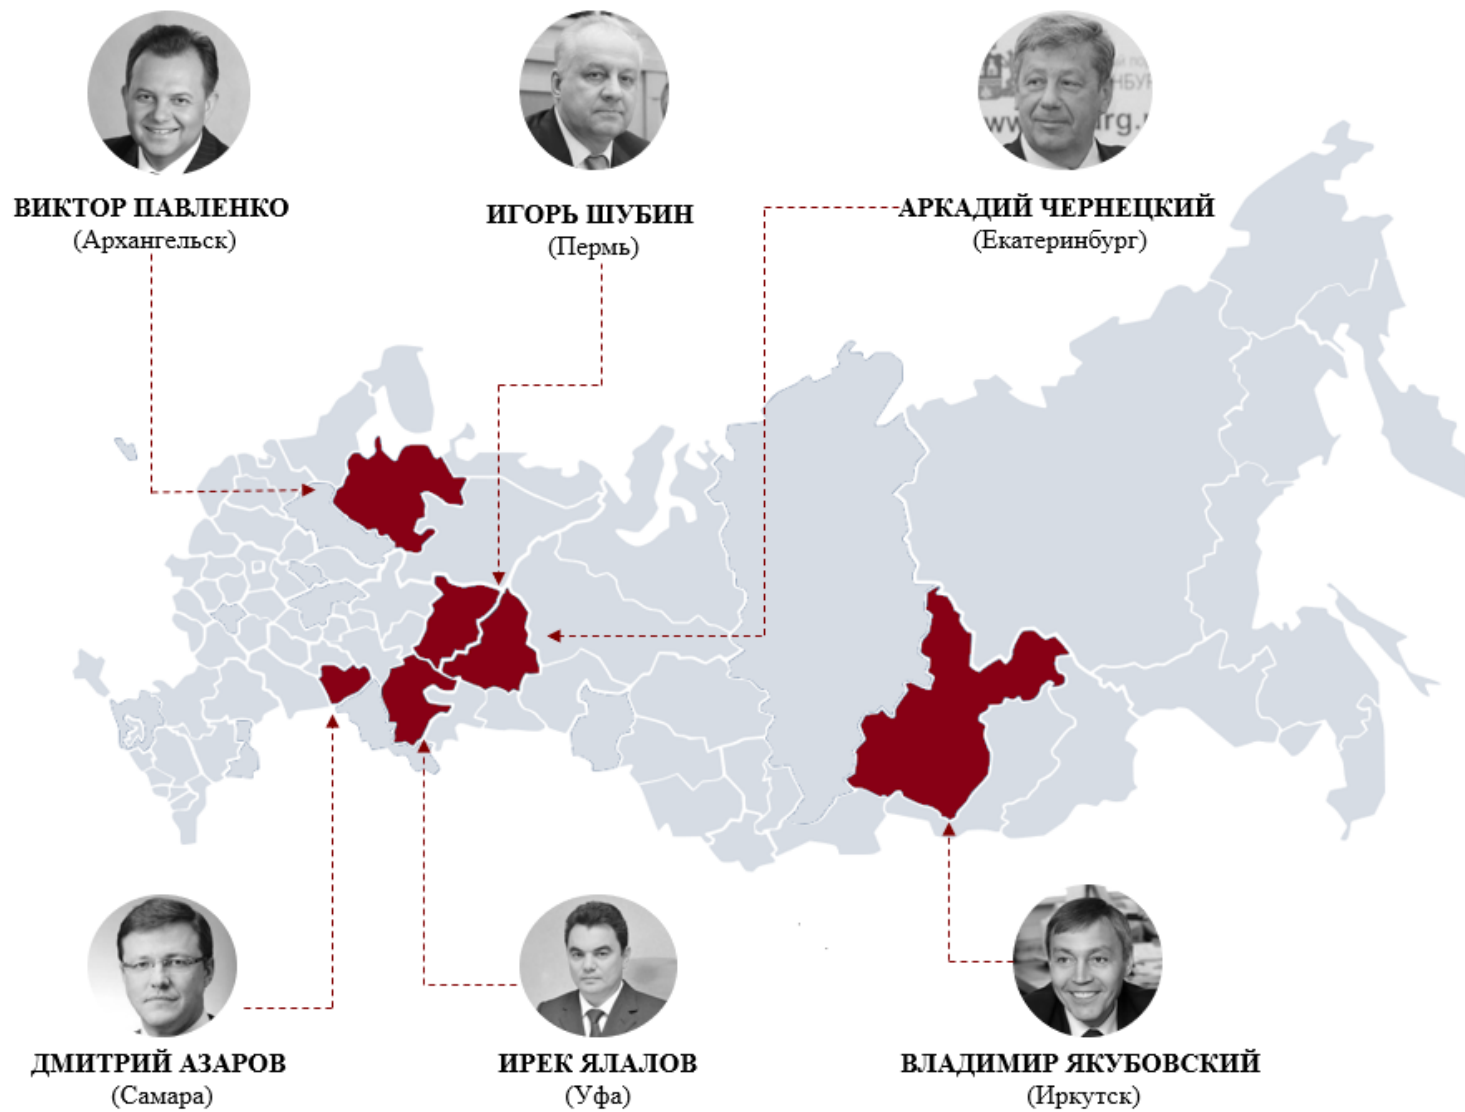 ВИКТОР ПАВЛЕНКО
(Архангельск)
ИГОРЬ ШУБИН
(Пермь)
АРКАДИЙ ЧЕРНЕЦКИЙ
(Екатеринбург)
ДМИТРИЙ АЗАРОВ
(Самара)
ИРЕК ЯЛАЛОВ
(Уфа)
ВЛАДИМИР ЯКУБОВСКИЙ
(Иркутск)